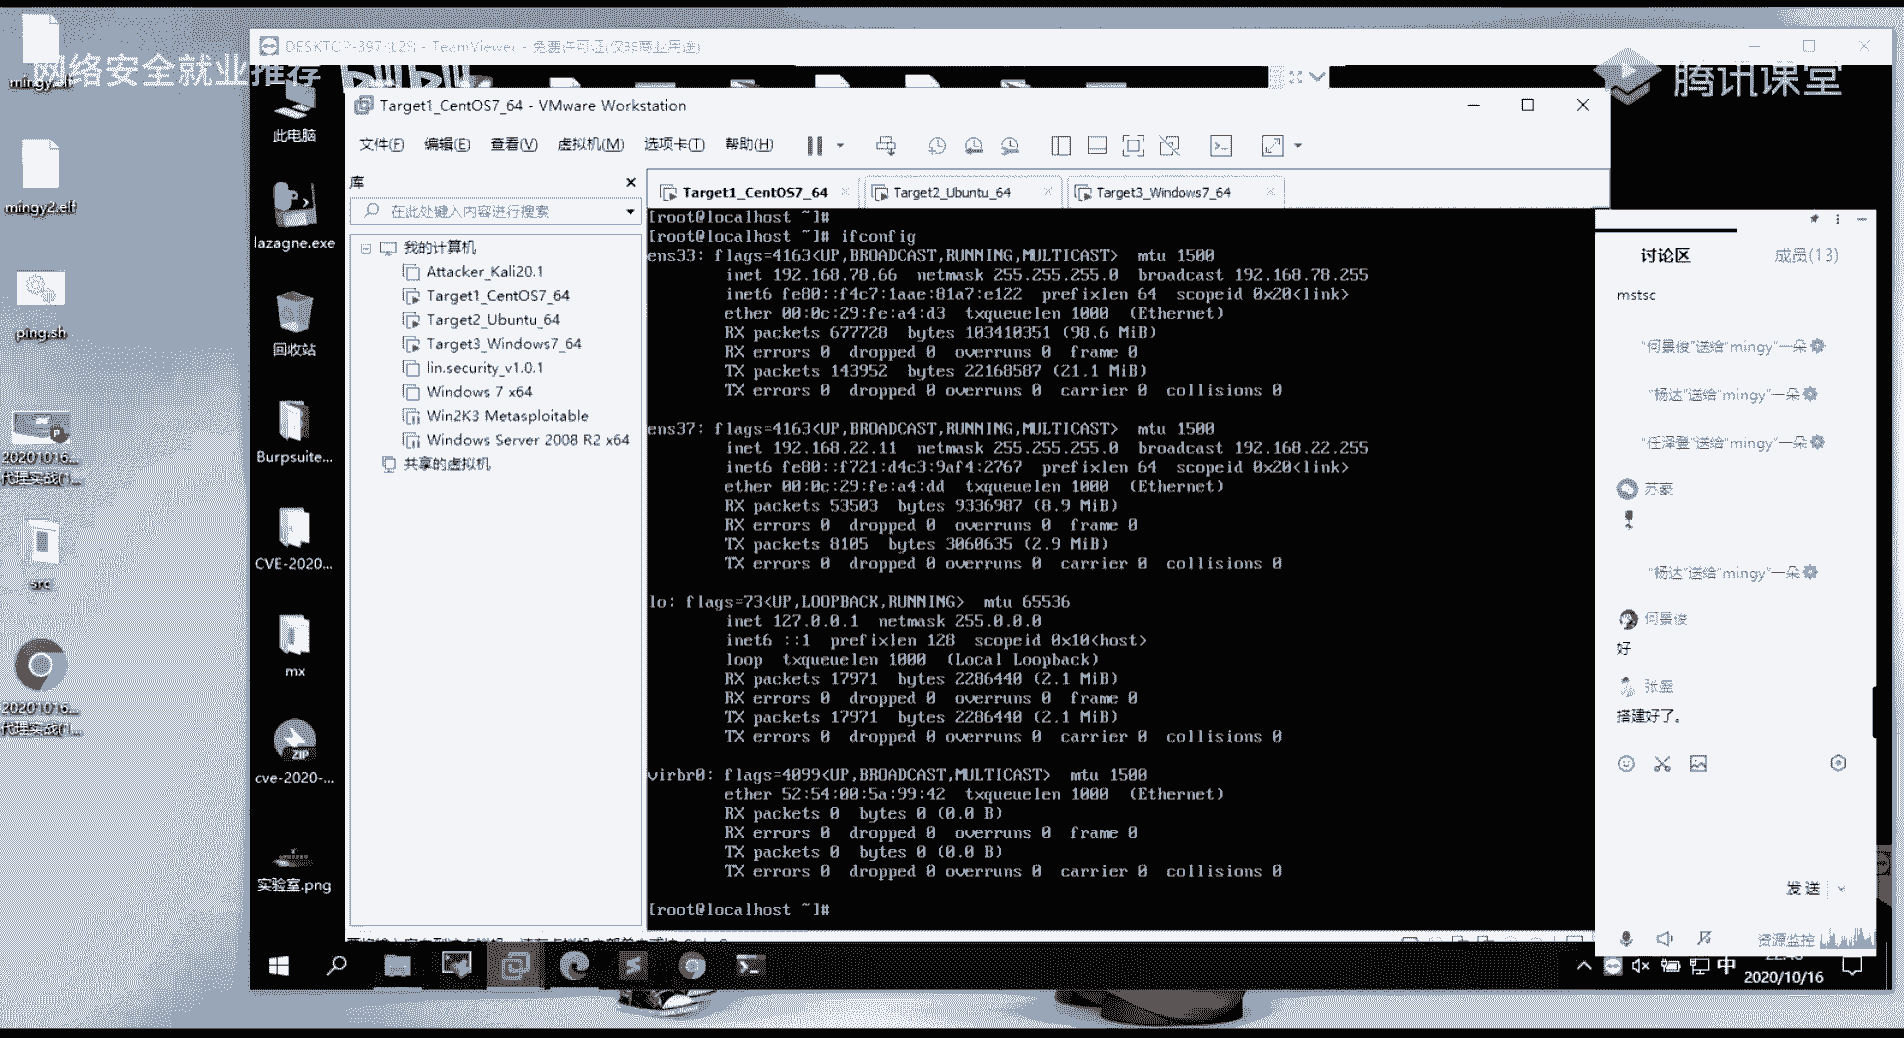 网络安全就业推荐
腾讯课堂
mingy.elf
mingy2.elf
ping.sh
20201016...
代理实战(1...
src
20201016...
代理实战(1...
TeamViewer
此电脑
lazagne.exe
回收站
Burpsuite...
CVE-2020...
mx
cve-2020-...
实验室.png
Target1_CentOS7_64 - VMware Workstation
文件(F) 编辑(E) 查看(V) 虚拟机(M) 选项卡(T) 帮助(H)
库
在此处键入内容进行搜索
我的计算机
Attacker_Kali20.1
Target1_CentOS7_64
Target2_Ubuntu_64
Target3_Windows7_64
lin.security_v1.0.1
Windows 7 x64
Win2K3 Metasploitable
Windows Server 2008 R2 x64
共享的虚拟机
Target1_CentOS7_64 Target2_Ubuntu_64 Target3_Windows7_64
[root@localhost ~]#
[root@localhost ~]# ifconfig
ens33: flags=4163<UP,BROADCAST,RUNNING,MULTICAST> mtu 1500
inet 192.168.78.66 netmask 255.255.255.0 broadcast 192.168.78.255
inet6 fe80::f4c7:1aae:81a7:e122 prefixlen 64 scopeid 0x20<link>
ether 00:0c:29:fe:a4:d3 txqueuelen 1000 (Ethernet)
RX packets 677728 bytes 103410351 (98.6 MiB)
RX errors 0 dropped 0 overruns 0 frame 0
TX packets 143952 bytes 22168587 (21.1 MiB)
TX errors 0 dropped 0 overruns 0 carrier 0 collisions 0
ens37: flags=4163<UP,BROADCAST,RUNNING,MULTICAST> mtu 1500
inet 192.168.22.11 netmask 255.255.255.0 broadcast 192.168.22.255
inet6 fe80::f721:d4c3:9af4:2767 prefixlen 64 scopeid 0x20<link>
ether 00:0c:29:fe:a4:dd txqueuelen 1000 (Ethernet)
RX packets 53503 bytes 9336987 (8.9 MiB)
RX errors 0 dropped 0 overruns 0 frame 0
TX packets 8105 bytes 3060635 (2.9 MiB)
TX errors 0 dropped 0 overruns 0 carrier 0 collisions 0
lo: flags=73<UP,LOOPBACK,RUNNING> mtu 65536
inet 127.0.0.1 netmask 255.0.0.0
inet6 ::1 prefixlen 128 scopeid 0x10<host>
loop txqueuelen 1000 (Local Loopback)
RX packets 17971 bytes 2286440 (2.1 MiB)
RX errors 0 dropped 0 overruns 0 frame 0
TX packets 17971 bytes 2286440 (2.1 MiB)
TX errors 0 dropped 0 overruns 0 carrier 0 collisions 0
virbr0: flags=4099<UP,BROADCAST,MULTICAST> mtu 1500
ether 52:54:00:5a:99:42 txqueuelen 1000 (Ethernet)
RX packets 0 bytes 0 (0.0 B)
RX errors 0 dropped 0 overruns 0 frame 0
TX packets 0 bytes 0 (0.0 B)
TX errors 0 dropped 0 overruns 0 carrier 0 collisions 0
[root@localhost ~]#
讨论区 成员(13)
mstsc
"何景俊"送给"mingy"一朵
"杨达"送给"mingy"一朵
"任泽登"送给"mingy"一朵
苏豪
"杨达"送给"mingy"一朵
何景俊
好
搭建好了。
发送
资源监控
中
2020/10/16